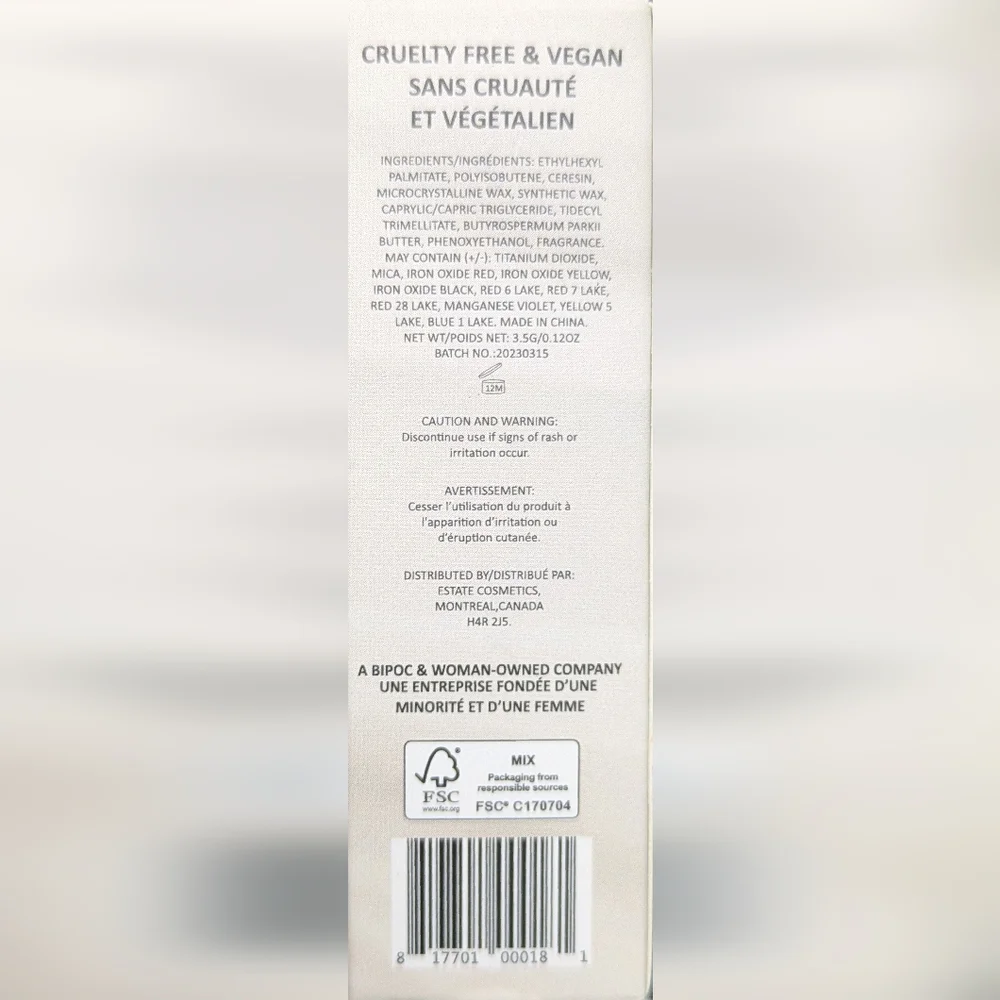 CRUELTY FREE & VEGAN
SANS CRUAUTÉ
ET VÉGÉTALIEN
INGREDIENTS/INGRÉDIENTS: ETHYLHEXYL
PALMITATE, POLYISOBUTENE, CERESIN,
MICROCRYSTALLINE WAX, SYNTHETIC WAX,
CAPRYLIC/CAPRIC TRIGLYCERIDE, TIDECYL
TRIMELLITATE, BUTYROSPERMUM PARKII
BUTTER, PHENOXYETHANOL, FRAGRANCE.
MAY CONTAIN (+/-): TITANIUM DIOXIDE,
MICA, IRON OXIDE RED, IRON OXIDE YELLOW,
IRON OXIDE BLACK, RED 6 LAKE, RED 7 LAKE,
RED 28 LAKE, MANGANESE VIOLET, YELLOW 5
LAKE, BLUE 1 LAKE. MADE IN CHINA.
NET WT/POIDS NET: 3.5G/0.12OZ
BATCH NO.:20230315
12M
CAUTION AND WARNING:
Discontinue use if signs of rash or
irritation occur.
AVERTISSEMENT:
Cesser l'utilisation du produit à
l'apparition d'irritation ou
d'éruption cutanée.
DISTRIBUTED BY/DISTRIBUÉ PAR:
ESTATE COSMETICS,
MONTREAL,CANADA
H4R 2J5.
A BIPOC & WOMAN-OWNED COMPANY
UNE ENTREPRISE FONDÉE D'UNE
MINORITÉ ET D'UNE FEMME
FSC
www.fsc.org
MIX
Packaging from
responsible sources
FSC® C170704
8 17701 00018 1